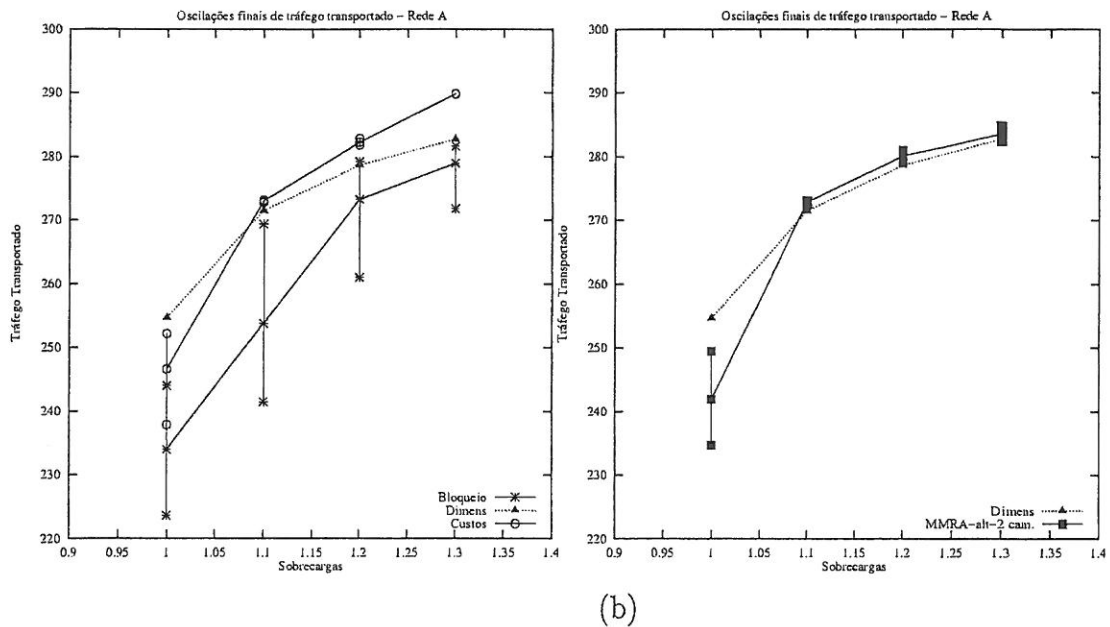 Oscilações finais de tráfego transportado – Rede A
300
290
280
270
260
250
240
230
220
Tráfego Transportado
Bloqueio
Dimens
Custos
0.9 0.95 1 1.05 1.1 1.15 1.2 1.25 1.3 1.35 1.4
Sobrecargas
Oscilações finais de tráfego transportado – Rede A
300
290
280
270
260
250
240
230
220
Tráfego Transportado
Tráfego Transportado
Dimens
MMRA-alt-2 cam.
0.9 0.95 1 1.05 1.1 1.15 1.2 1.25 1.3 1.35 1.4
Sobrecargas
(b)